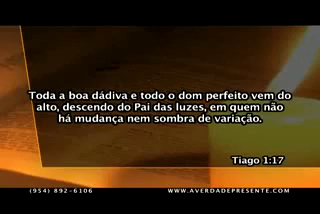 Toda a boa dádiva e todo o dom perfeito vem do
alto, descendo do Pai das luzes, em quem não
há mudança nem sombra de variação.
Tiago 1:17
(954) 892-6106
WWW.AVERDADEPRESENTE.COM